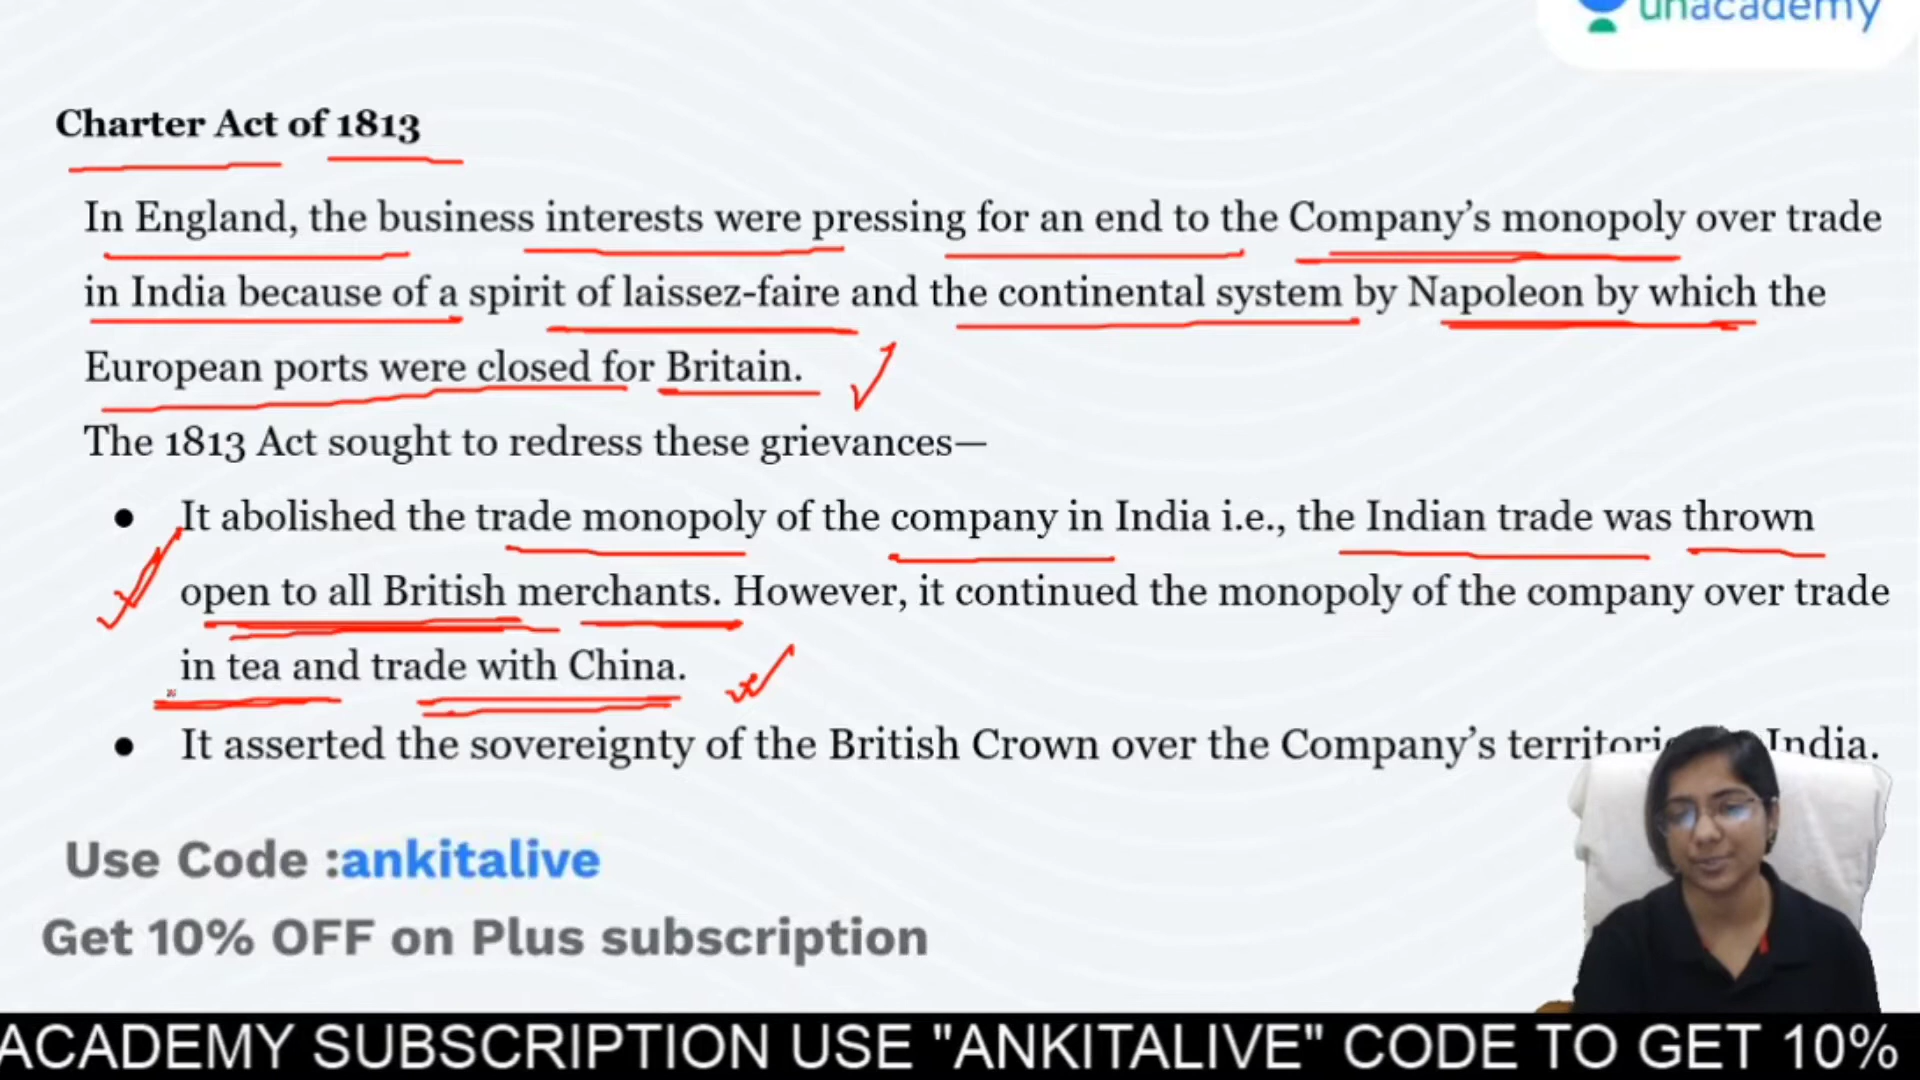 unacademy
Charter Act of 1813
In England, the business interests were pressing for an end to the Company's monopoly over trade
in India because of a spirit of laissez-faire and the continental system by Napoleon by which the
European ports were closed for Britain.
The 1813 Act sought to redress these grievances—
● It abolished the trade monopoly of the company in India i.e., the Indian trade was thrown
open to all British merchants. However, it continued the monopoly of the company over trade
in tea and trade with China.
● It asserted the sovereignty of the British Crown over the Company's India.
Use Code :ankitalive
Get 10% OFF on Plus subscription
ACADEMY SUBSCRIPTION USE "ANKITALIVE" CODE TO GET 10%